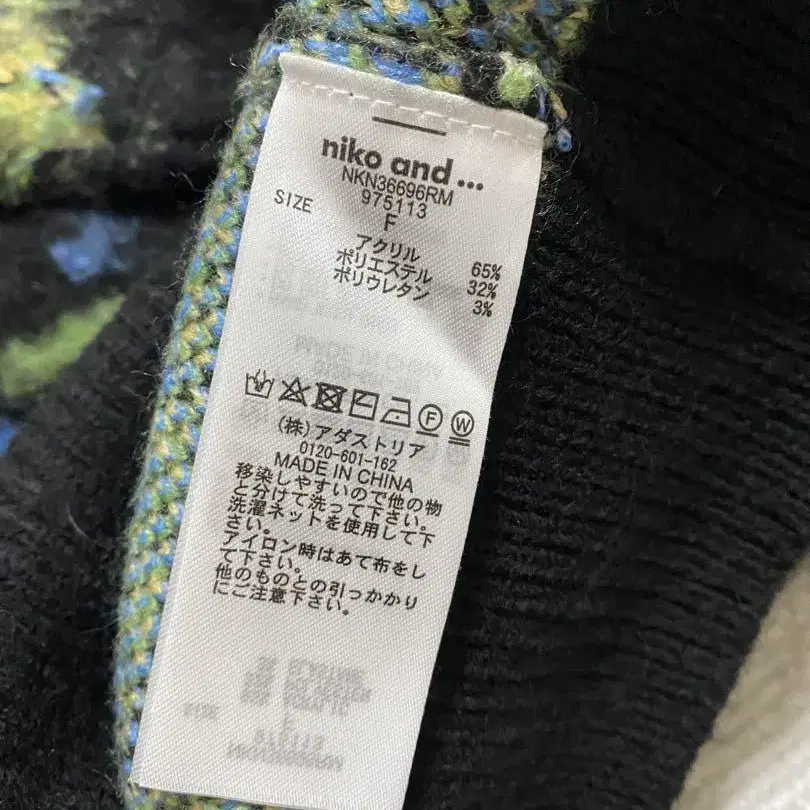 niko and ...
NKN36696RM
975113
SIZE F
アクリル 65%
ポリエステル 32%
ポリウレタン 3%
F W
(株)アダストリア
0120-601-162
MADE IN CHINA
移染しやすいので他の物
と分けて洗って下さい。
洗濯ネットを使用して下
さい。
アイロン時はあて布をし
て下さい。
他のものとの引っかかり
にご注意下さい。